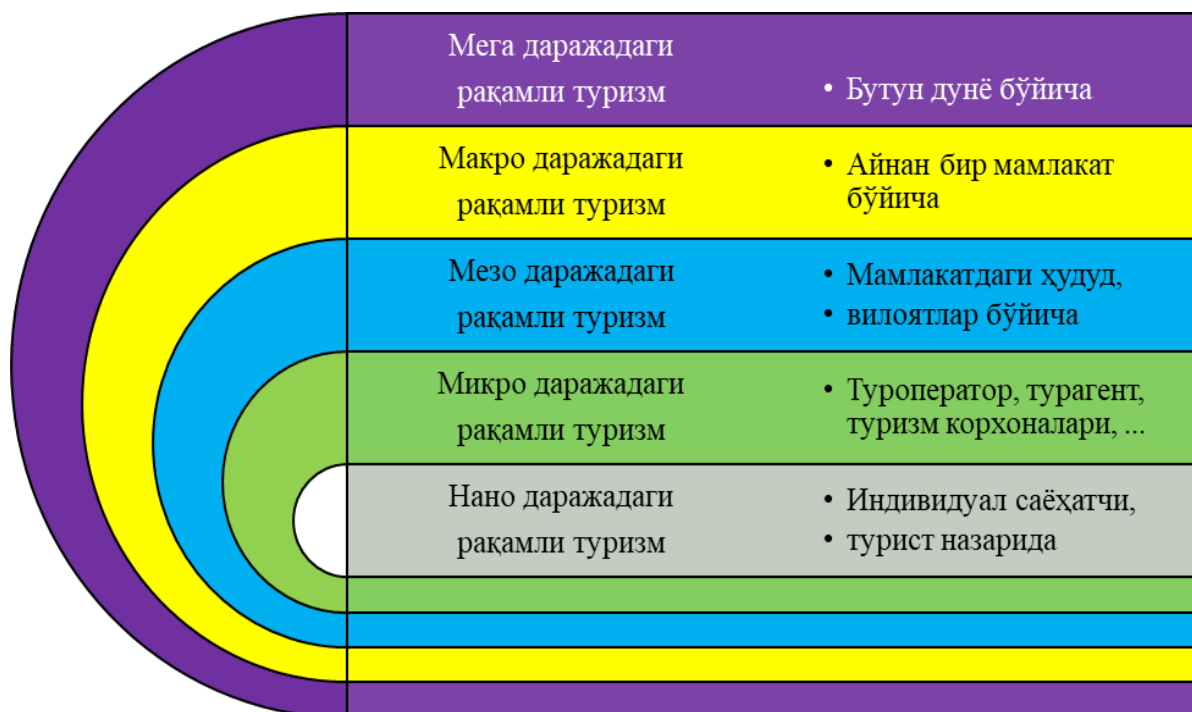 Мега даражадаги
рақамли туризм
• Бутун дунё бўйича
Макро даражадаги
рақамли туризм
• Айнан бир мамлакат
бўйича
Мезо даражадаги
рақамли туризм
• Мамлакатдаги ҳудуд,
• вилоятлар бўйича
Микро даражадаги
рақамли туризм
• Туроператор, турагент,
туризм корхоналари, ...
Нано даражадаги
рақамли туризм
• Индивидуал саёҳатчи,
• турист назарида